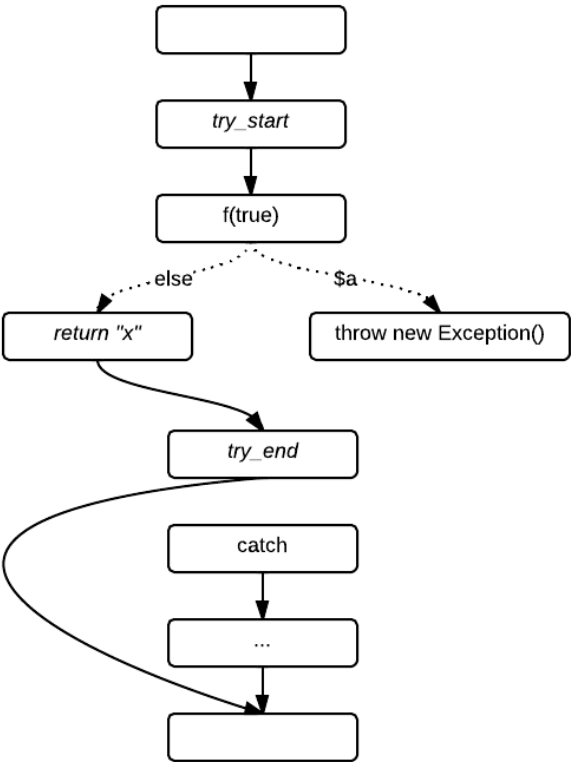 try_start
f(true)
else
$a
return "x"
throw new Exception()
try_end
catch
...